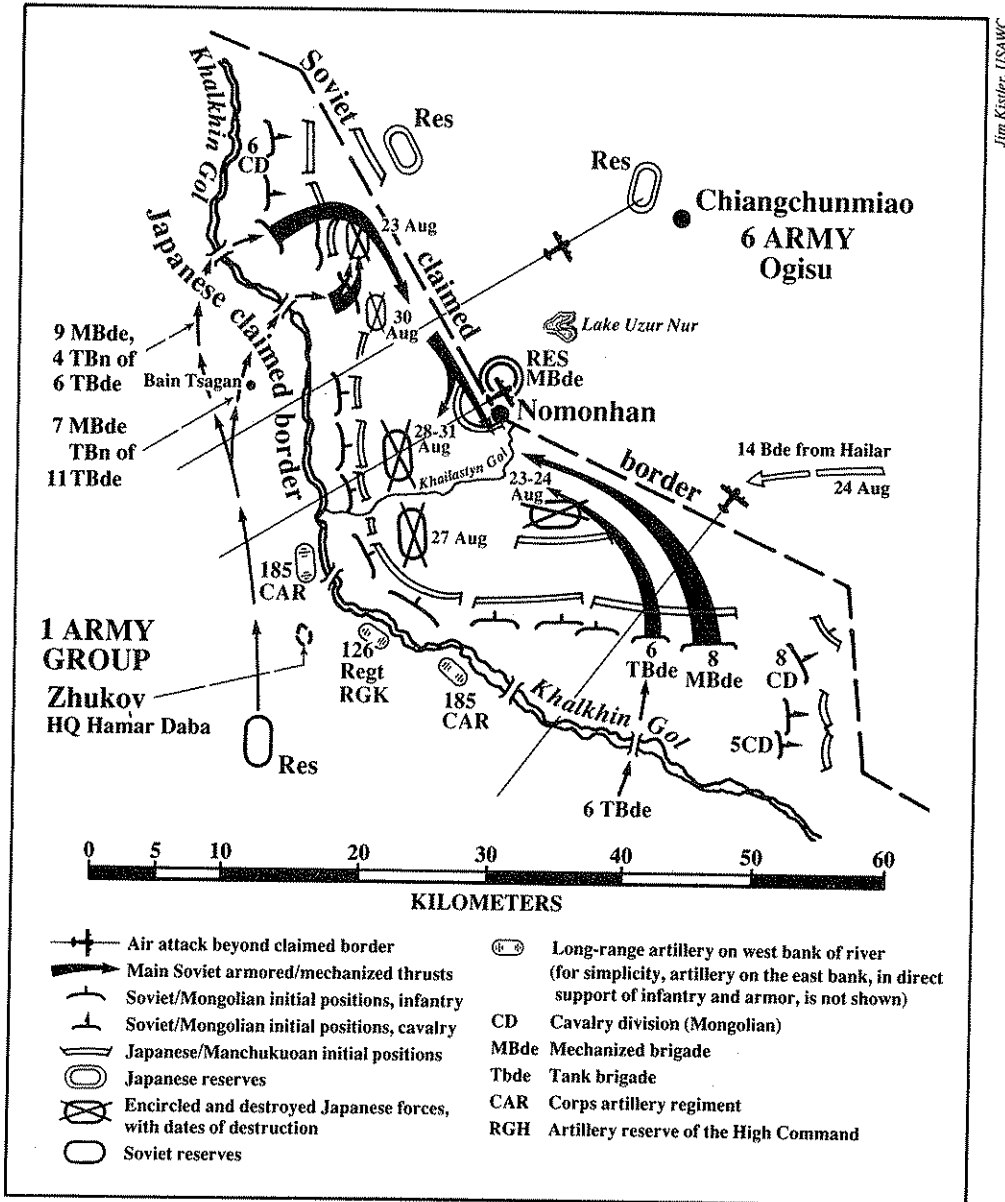 Jim Kistler, USAWC
Khalkhin Gol
Soviet
claimed
border
Res
Res
6
CD
Chiangchunmiao
6 ARMY
Ogisu
23 Aug
Japanese claimed border
30
Aug
Lake Uzur Nur
9 MBde,
4 TBn of
6 TBde
Bain Tsagan
RES
MBde
Nomonhan
7 MBde
TBn of
11 TBde
28-31
Aug
Khailastyn Gol
23-24
Aug
14 Bde from Hailar
24 Aug
27 Aug
185
CAR
1 ARMY
GROUP
Zhukov
HQ Hamar Daba
126
Regt
RGK
185
CAR
6
TBde
8
MBde
8
CD
5CD
Khalkhin Gol
Res
6 TBde
0 5 10 20 30 40 50 60
KILOMETERS
Air attack beyond claimed border
Main Soviet armored/mechanized thrusts
Soviet/Mongolian initial positions, infantry
Soviet/Mongolian initial positions, cavalry
Japanese/Manchukuoan initial positions
Japanese reserves
Encircled and destroyed Japanese forces,
with dates of destruction
Soviet reserves
Long-range artillery on west bank of river
(for simplicity, artillery on the east bank, in direct
support of infantry and armor, is not shown)
CD Cavalry division (Mongolian)
MBde Mechanized brigade
Tbde Tank brigade
CAR Corps artillery regiment
RGH Artillery reserve of the High Command